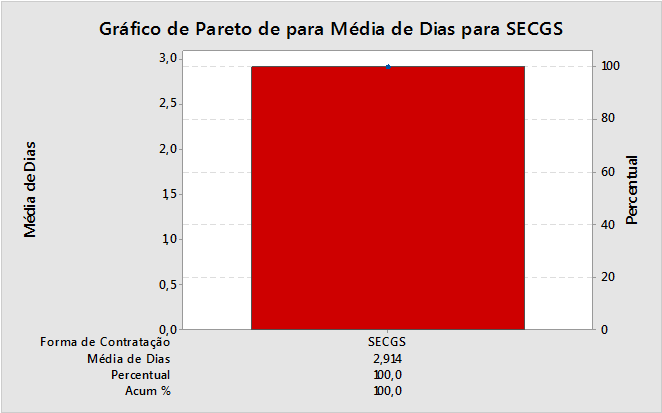 Gráfico de Pareto de para Média de Dias para SECGS
3,0
2,5
2,0
1,5
1,0
0,5
0,0
Média de Dias
100
80
60
40
20
0
Percentual
Forma de Contratação SECGS
Média de Dias 2,914
Percentual 100,0
Acum % 100,0